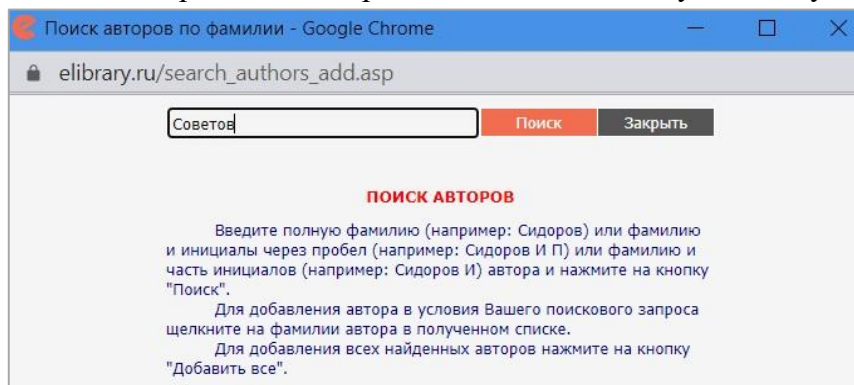 Поиск авторов по фамилии - Google Chrome
elibrary.ru/search_authors_add.asp
Советов Поиск Закрыть
ПОИСК АВТОРОВ
Введите полную фамилию (например: Сидоров) или фамилию
и инициалы через пробел (например: Сидоров И П) или фамилию и
часть инициалов (например: Сидоров И) автора и нажмите на кнопку
"Поиск".
Для добавления автора в условия Вашего поискового запроса
щелкните на фамилии автора в полученном списке.
Для добавления всех найденных авторов нажмите на кнопку
"Добавить все".